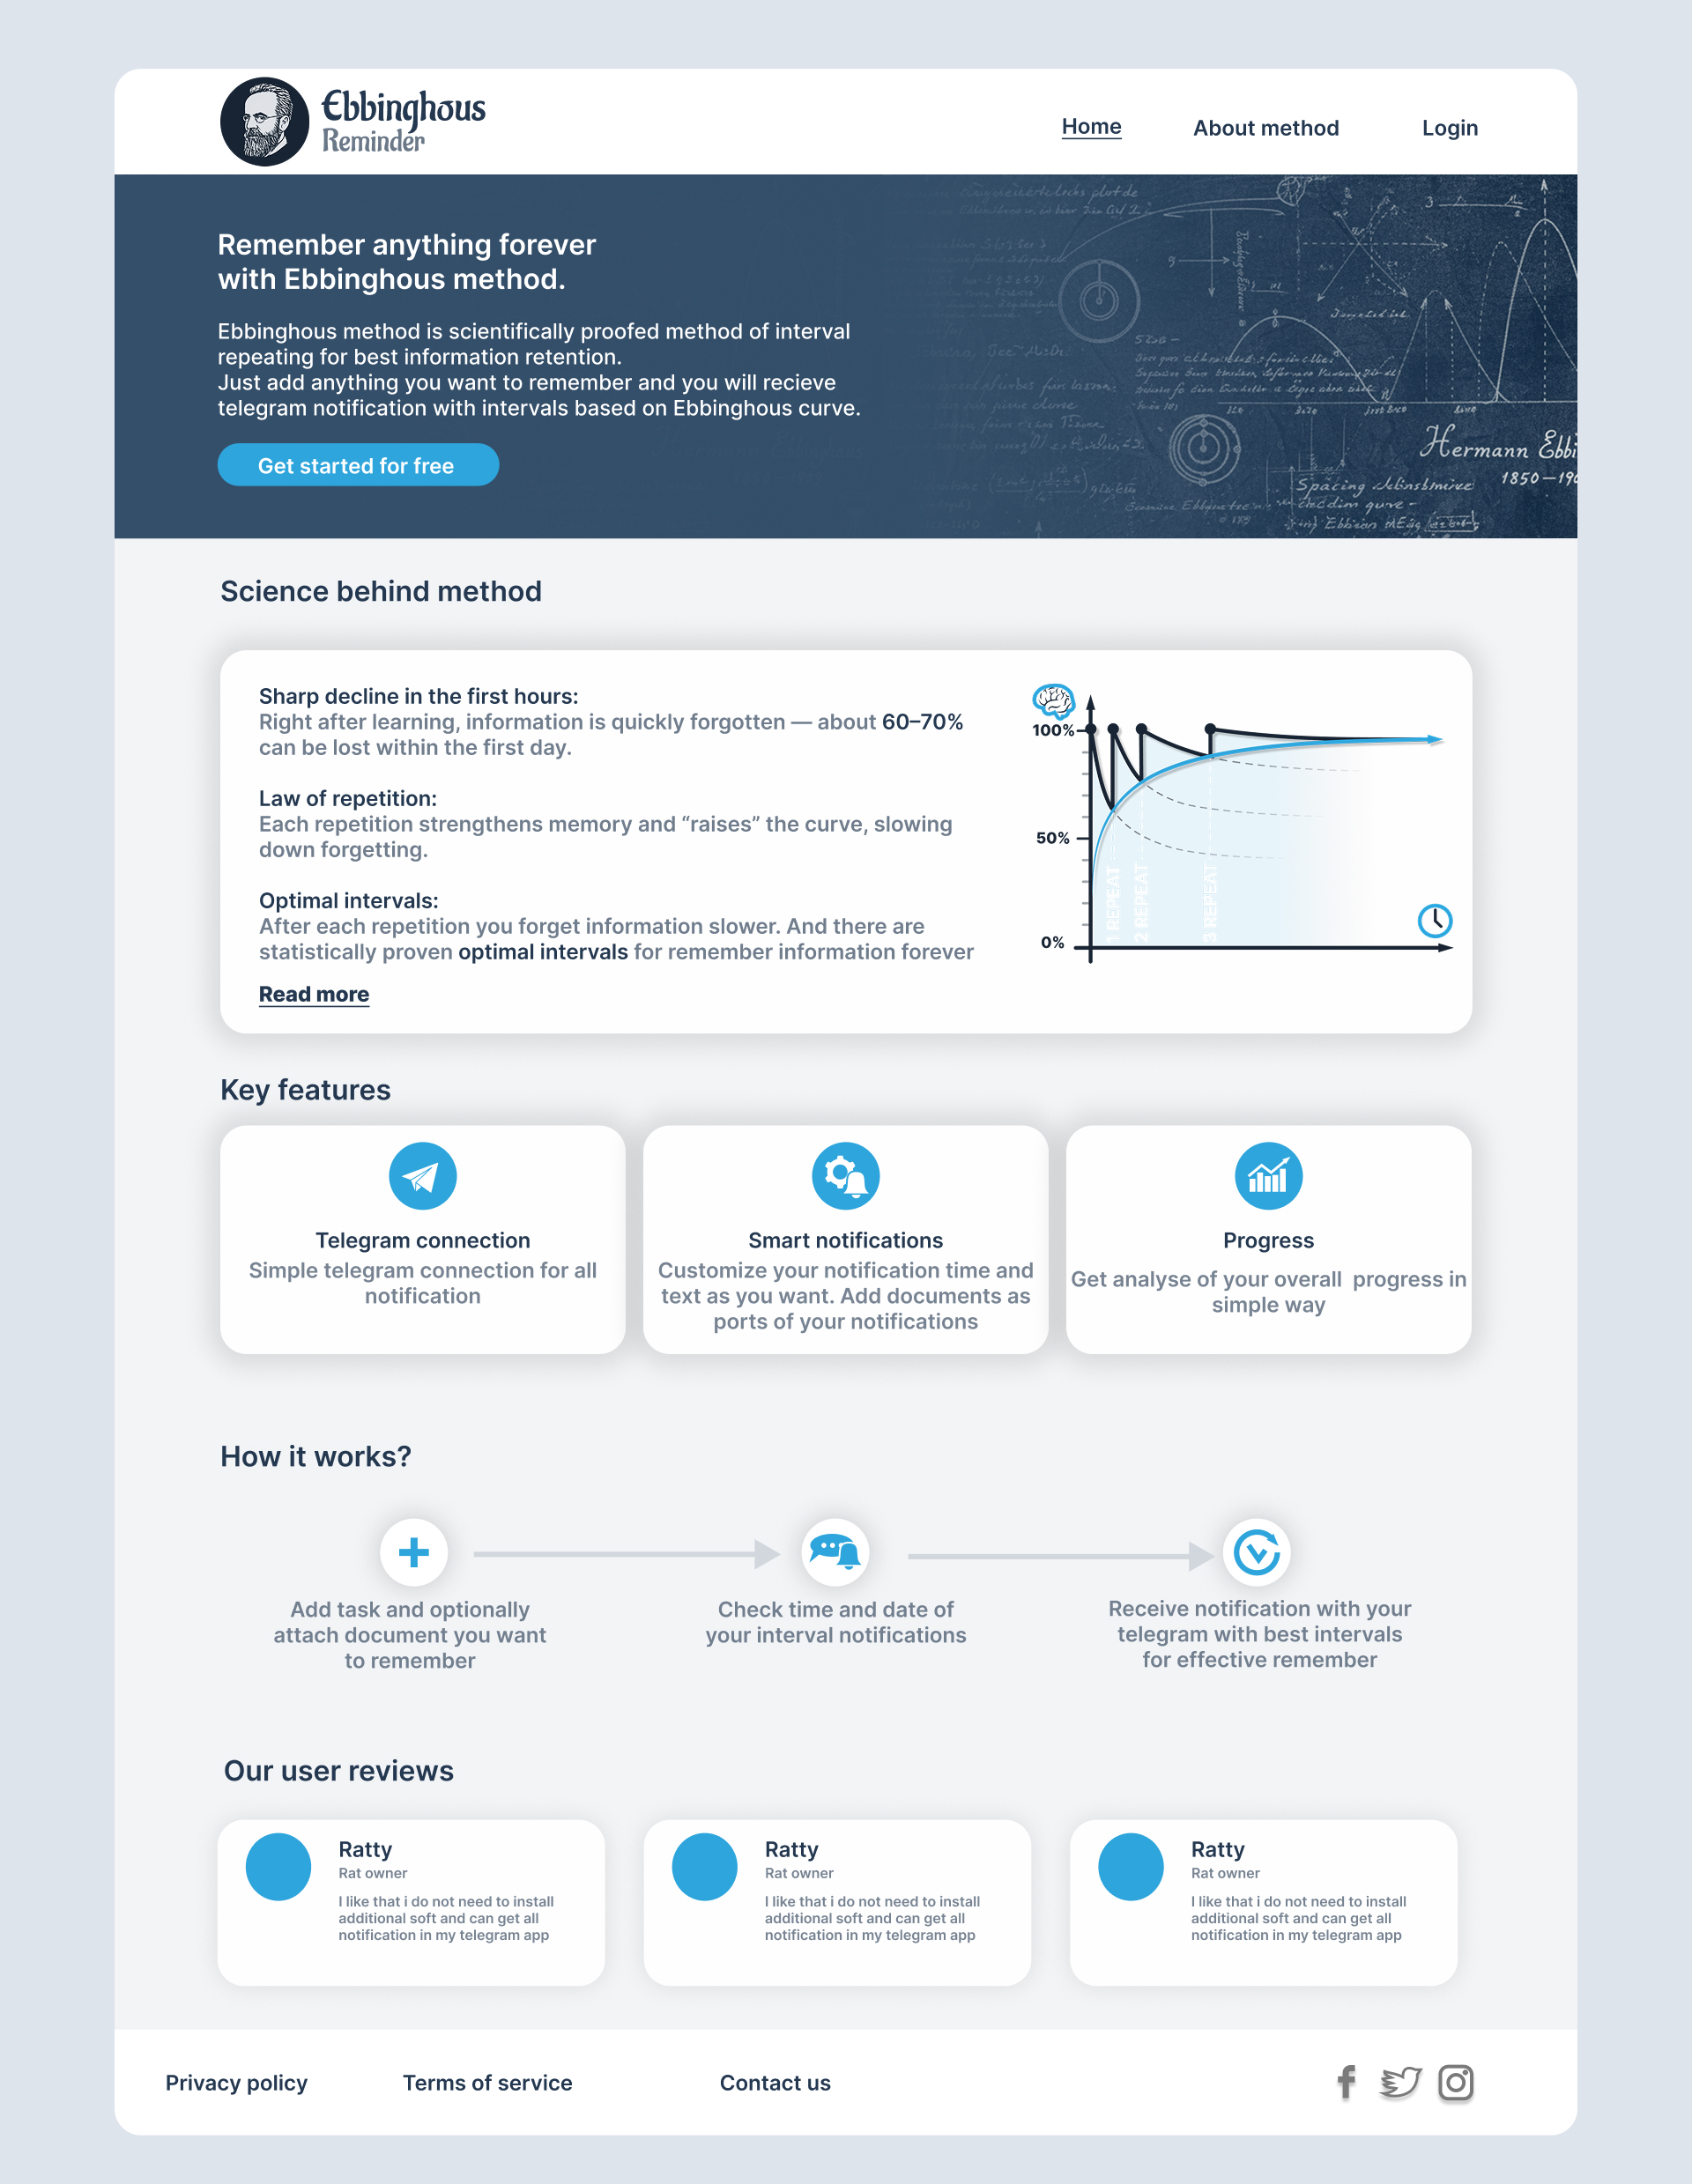 Ebbinghous
Reminder
Home
About method
Login
Remember anything forever
with Ebbinghous method.
Ebbinghous method is scientifically proofed method of interval
repeating for best information retention.
Just add anything you want to remember and you will recieve
telegram notification with intervals based on Ebbinghous curve.
Get started for free
Hermann Ebbi
1850—190
Science behind method
Sharp decline in the first hours:
Right after learning, information is quickly forgotten — about 60–70%
can be lost within the first day.
Law of repetition:
Each repetition strengthens memory and “raises” the curve, slowing
down forgetting.
Optimal intervals:
After each repetition you forget information slower. And there are
statistically proven optimal intervals for remember information forever
Read more
100%
50%
0%
1 REPEAT
2 REPEAT
3 REPEAT
Key features
Telegram connection
Simple telegram connection for all
notification
Smart notifications
Customize your notification time and
text as you want. Add documents as
ports of your notifications
Progress
Get analyse of your overall  progress in
simple way
How it works?
Add task and optionally
attach document you want
to remember
Check time and date of
your interval notifications
Receive notification with your
telegram with best intervals
for effective remember
Our user reviews
Ratty
Rat owner
I like that i do not need to install
additional soft and can get all
notification in my telegram app
Ratty
Rat owner
I like that i do not need to install
additional soft and can get all
notification in my telegram app
Ratty
Rat owner
I like that i do not need to install
additional soft and can get all
notification in my telegram app
Privacy policy
Terms of service
Contact us